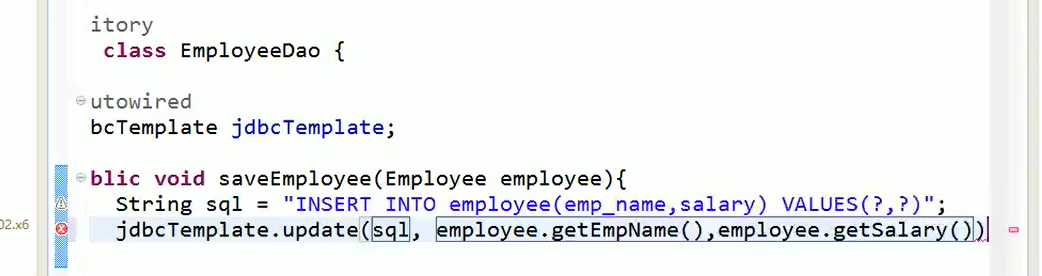 itory
class EmployeeDao {
utowired
bcTemplate jdbcTemplate;
blic void saveEmployee(Employee employee){
String sql = "INSERT INTO employee(emp_name,salary) VALUES(?,?)";
02.x6
jdbcTemplate.update(sql, employee.getEmpName(),employee.getSalary())